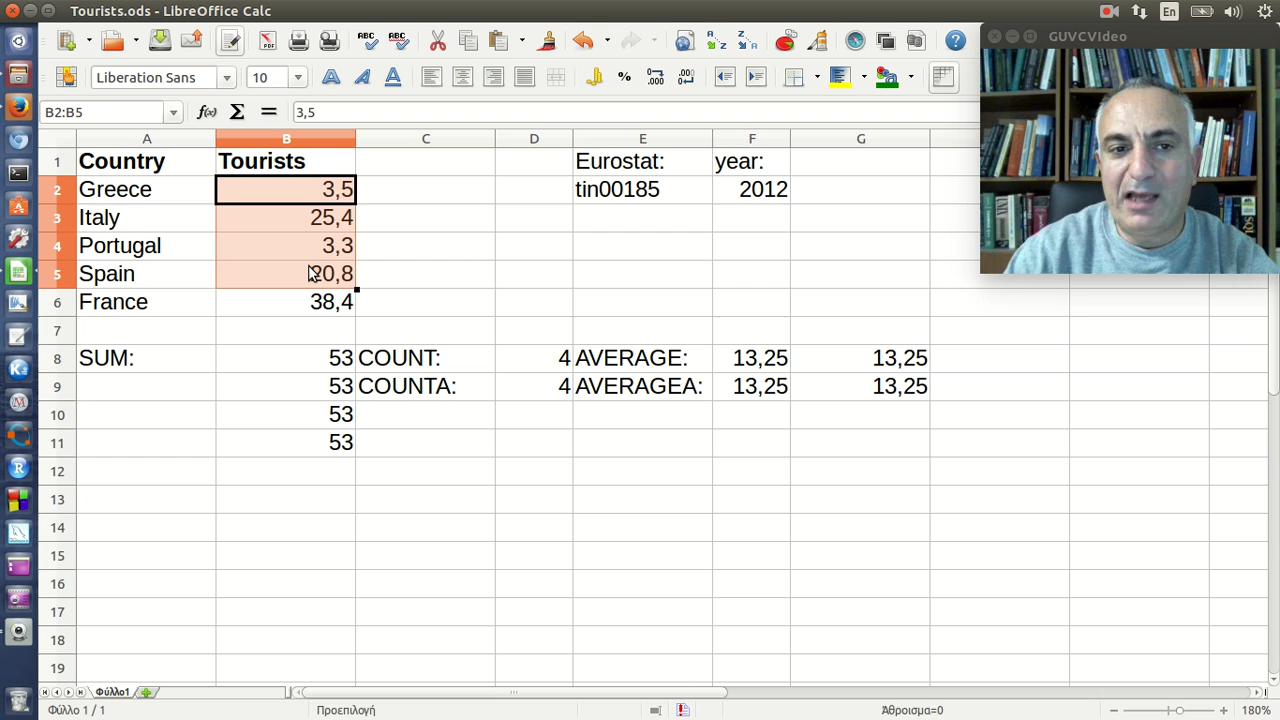 Tourists.ods - LibreOffice Calc
En
GUVCVIdeo
Liberation Sans
10
B2:B5
3,5
A B C D E F G
1 Country Tourists Eurostat: year:
2 Greece 3,5 tin00185 2012
3 Italy 25,4
4 Portugal 3,3
5 Spain 20,8
6 France 38,4
7
8 SUM: 53 COUNT: 4 AVERAGE: 13,25 13,25
9 53 COUNTA: 4 AVERAGEA: 13,25 13,25
10 53
11 53
12
13
14
15
16
17
18
19
Φύλλο1
Φύλλο 1 / 1 Προεπιλογή Άθροισμα=0 180%